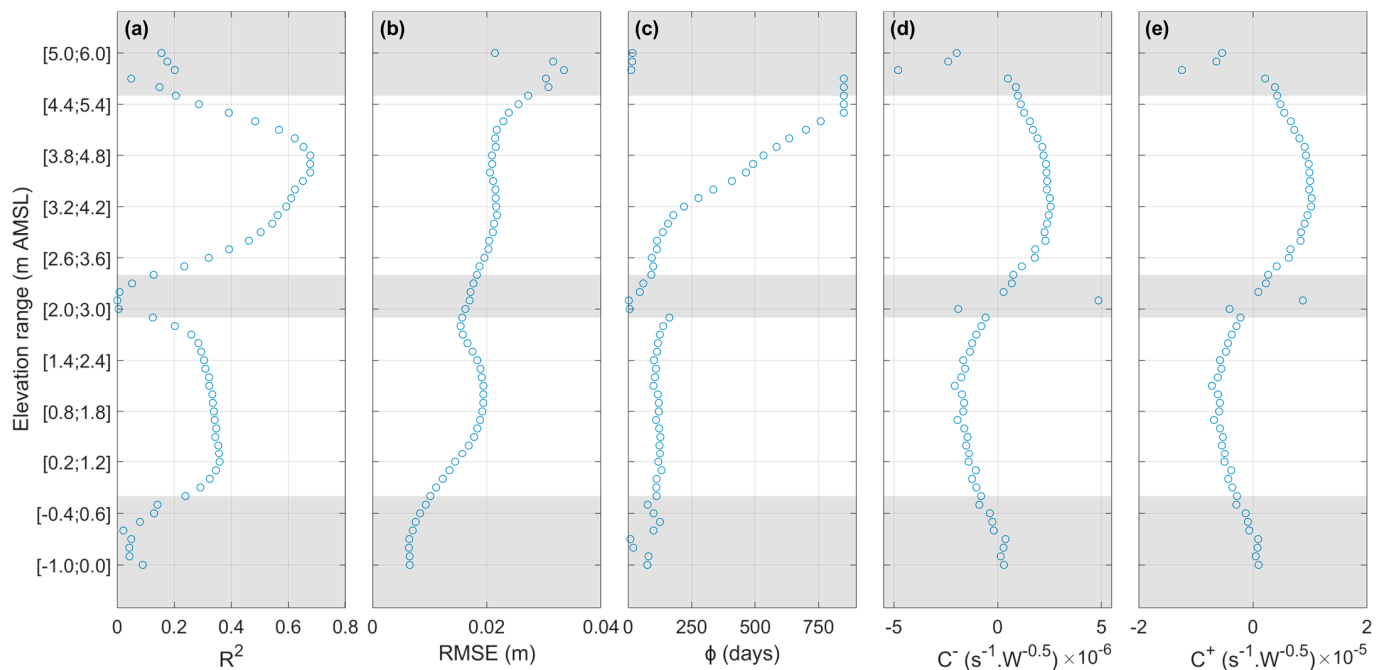 (a) (b) (c) (d) (e)
Elevation range (m AMSL)
[5.0;6.0]
[4.4;5.4]
[3.8;4.8]
[3.2;4.2]
[2.6;3.6]
[2.0;3.0]
[1.4;2.4]
[0.8;1.8]
[0.2;1.2]
[-0.4;0.6]
[-1.0;0.0]
0 0.2 0.4 0.6 0.8 0 0.02 0.04 0 250 500 750 -5 0 5 -2 0 2
R² RMSE (m) ϕ (days) C⁻ (s⁻¹.W⁻⁰·⁵) ×10⁻⁶ C⁺ (s⁻¹.W⁻⁰·⁵) ×10⁻⁵